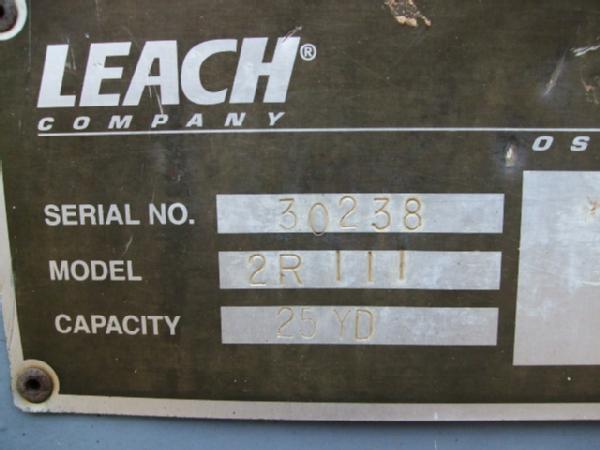 LEACH®
COMPANY
OS
SERIAL NO. 30238
MODEL 2R III
CAPACITY 25 YD